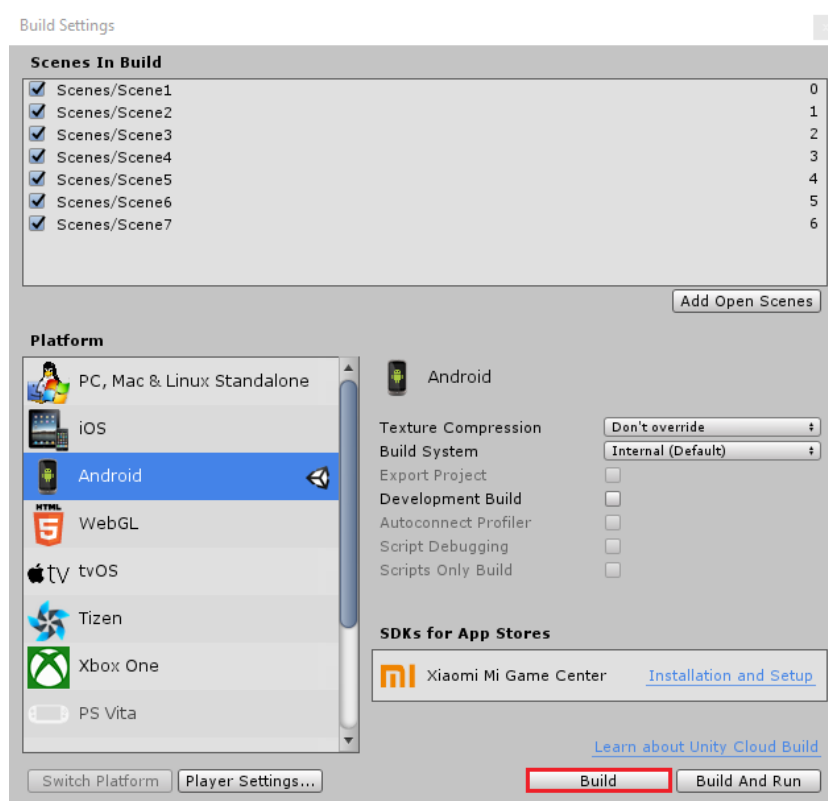 Build Settings
Scenes In Build
Scenes/Scene1 0
Scenes/Scene2 1
Scenes/Scene3 2
Scenes/Scene4 3
Scenes/Scene5 4
Scenes/Scene6 5
Scenes/Scene7 6
Add Open Scenes
Platform
PC, Mac & Linux Standalone
iOS
Android
HTML
5
WebGL
tv
tvOS
Tizen
Xbox One
PS Vita
Android
Texture Compression Don't override
Build System Internal (Default)
Export Project
Development Build
Autoconnect Profiler
Script Debugging
Scripts Only Build
SDKs for App Stores
mi Xiaomi Mi Game Center Installation and Setup
Learn about Unity Cloud Build
Switch Platform Player Settings... Build Build And Run